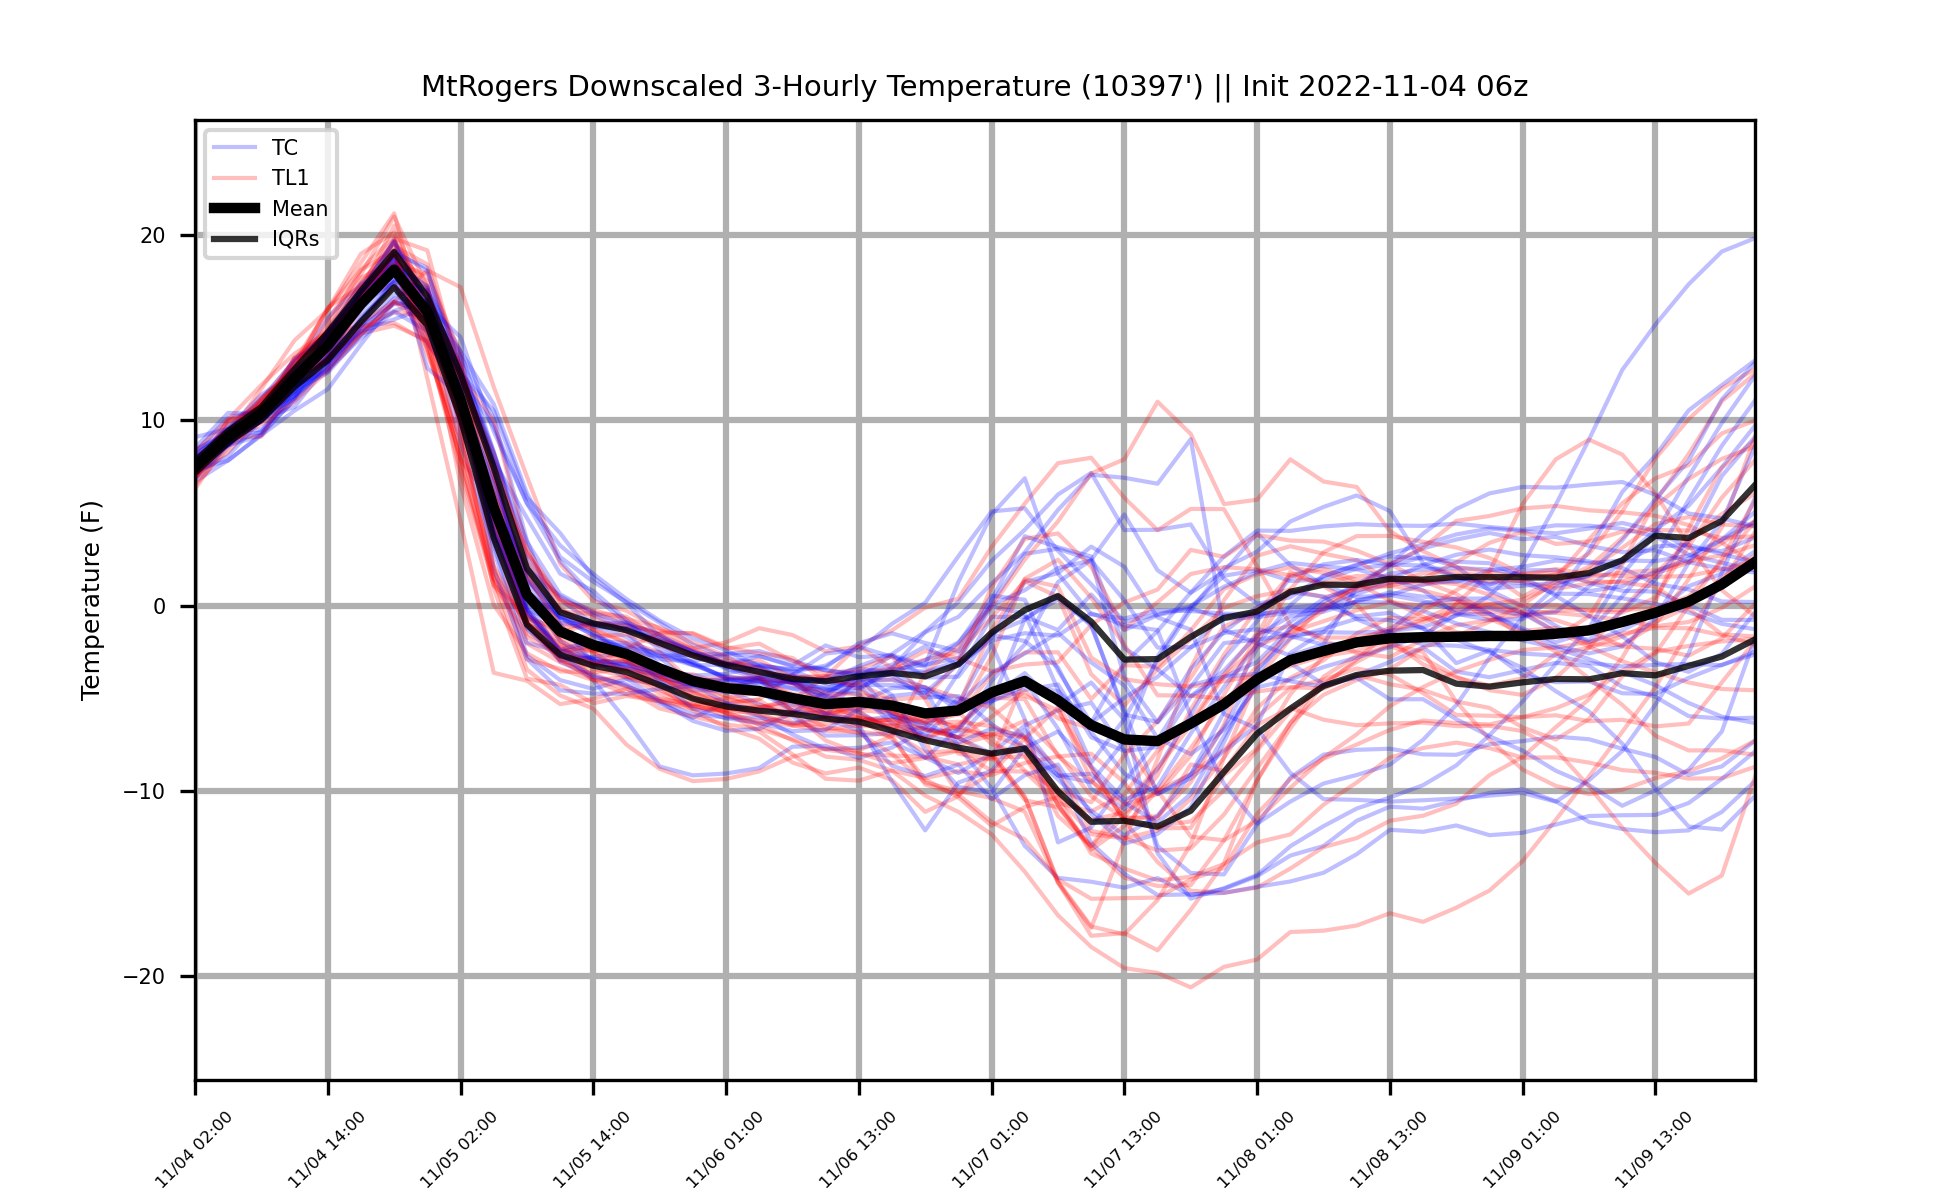 MtRogers Downscaled 3-Hourly Temperature (10397') || Init 2022-11-04 06z
TC
TL1
Mean
IQRs
Temperature (F)
20
10
0
−10
−20
11/04 02:00
11/04 14:00
11/05 02:00
11/05 14:00
11/06 01:00
11/06 13:00
11/07 01:00
11/07 13:00
11/08 01:00
11/08 13:00
11/09 01:00
11/09 13:00